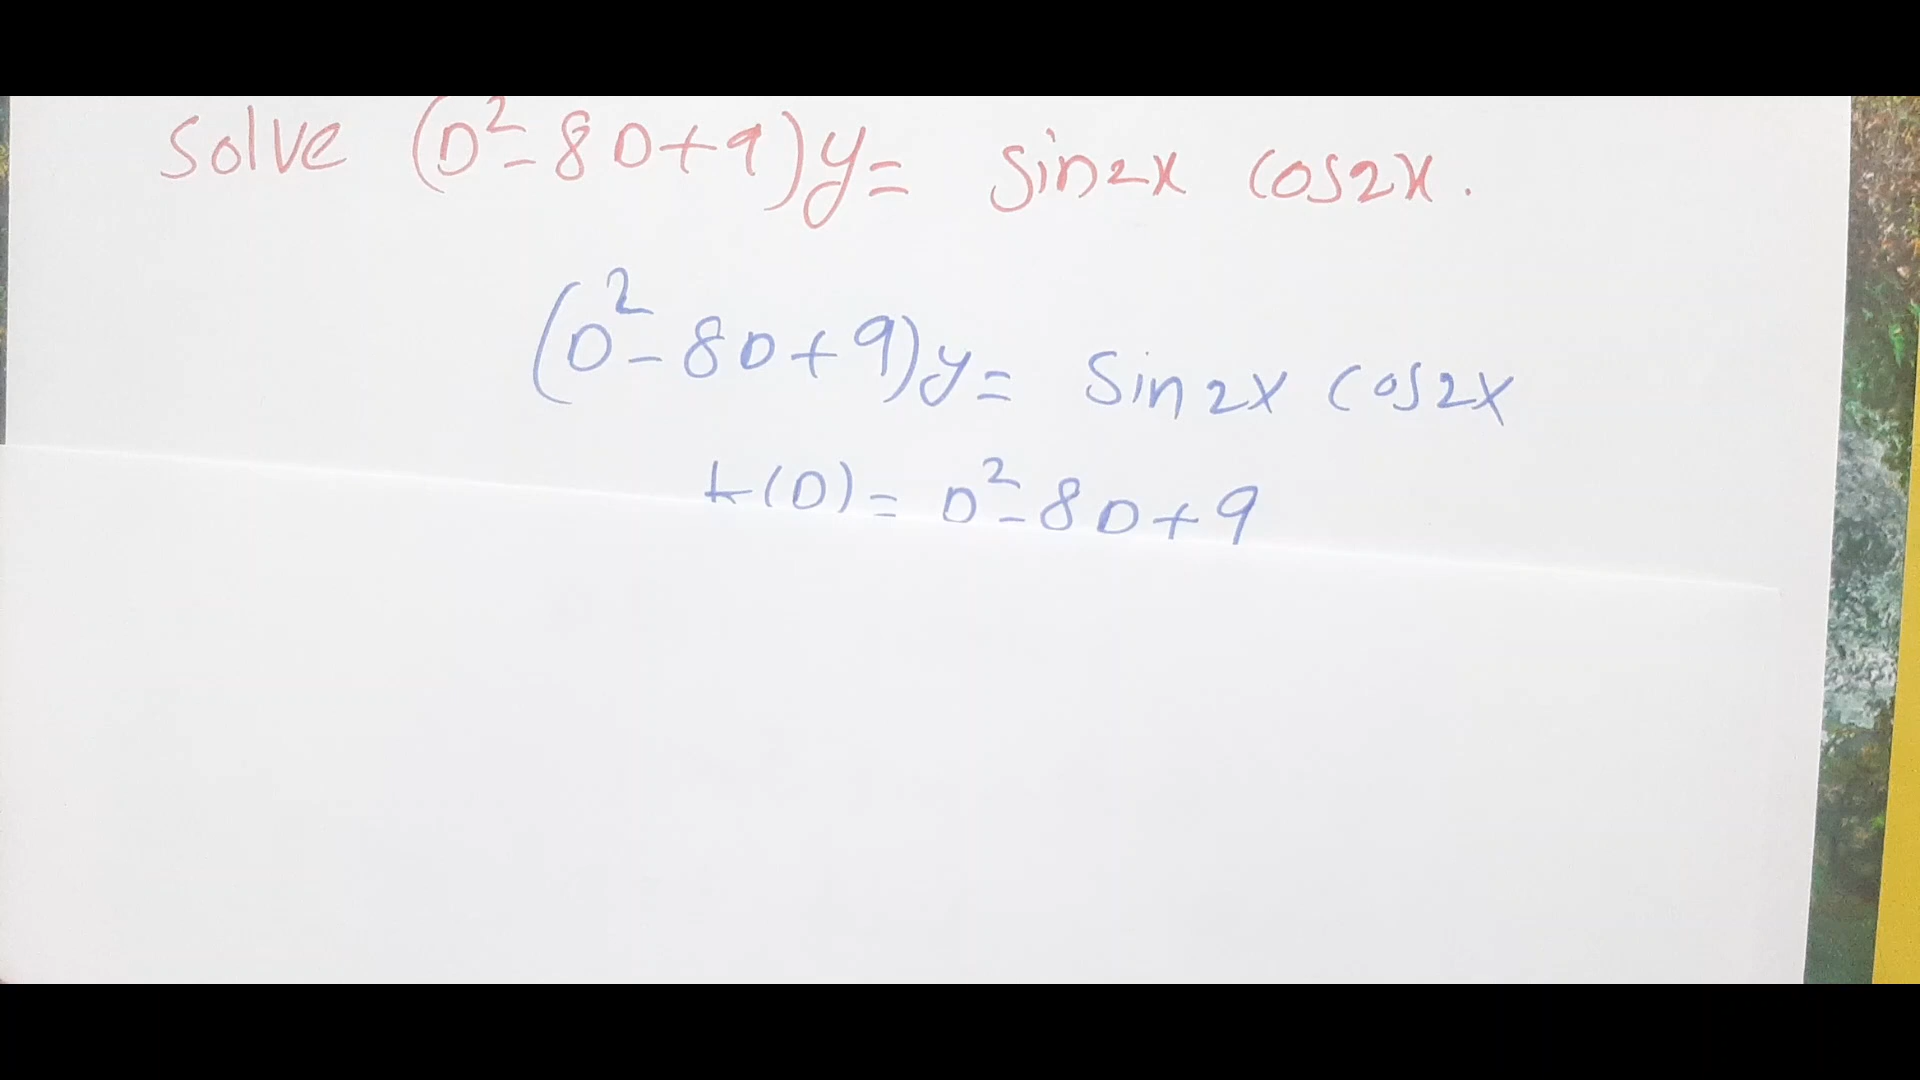 Solve (D²-8D+9)y= Sin2x Cos2x.
(D²-8D+9)y= Sin2x Cos2x
f(D)= D²-8D+9